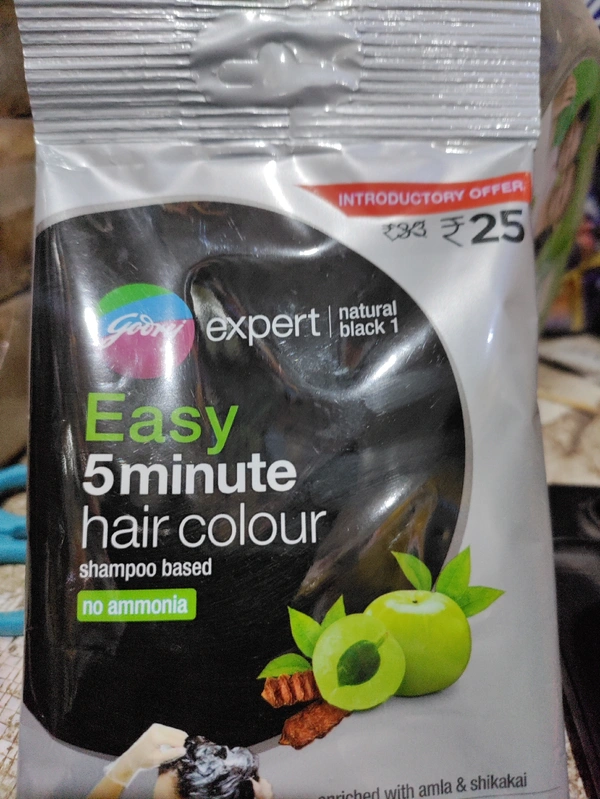 INTRODUCTORY OFFER
₹25
Godrej expert natural
black 1
Easy
5 minute
hair colour
shampoo based
no ammonia
enriched with amla & shikakai